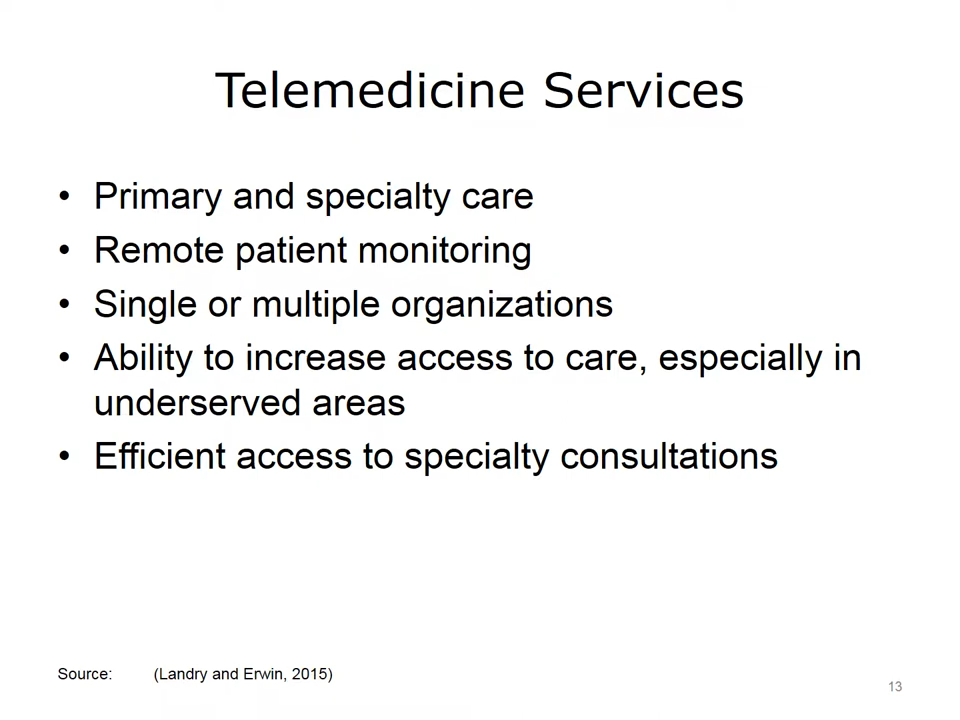 Telemedicine Services
• Primary and specialty care
• Remote patient monitoring
• Single or multiple organizations
• Ability to increase access to care, especially in
underserved areas
• Efficient access to specialty consultations
Source: (Landry and Erwin, 2015)
13